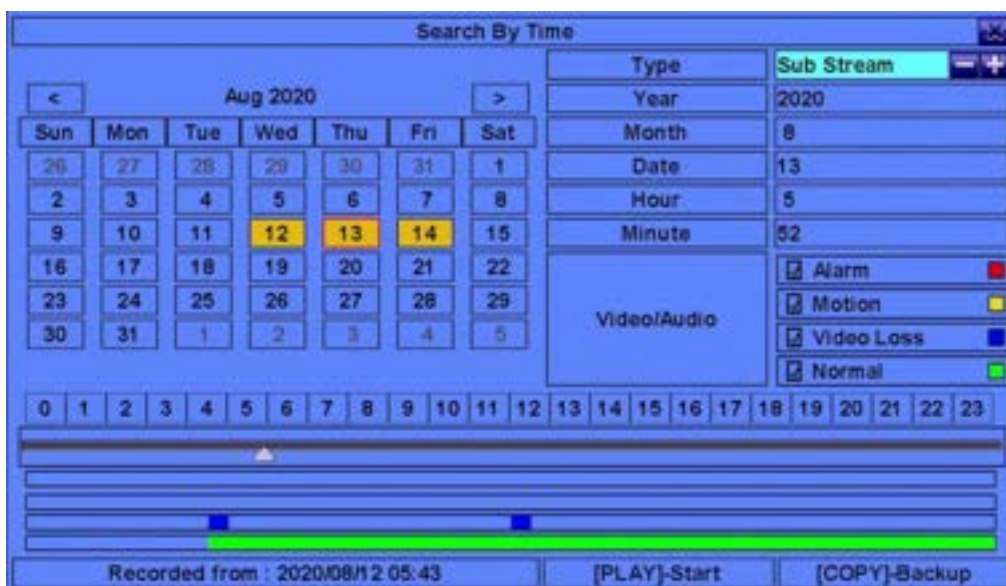 Search By Time
Type Sub Stream
< Aug 2020 > Year 2020
Sun Mon Tue Wed Thu Fri Sat Month 8
26 27 28 29 30 31 1 Date 13
2 3 4 5 6 7 8 Hour 5
9 10 11 12 13 14 15 Minute 52
16 17 18 19 20 21 22 Alarm
23 24 25 26 27 28 29 Motion
Video/Audio
30 31 1 2 3 4 5 Video Loss
Normal
0 1 2 3 4 5 6 7 8 9 10 11 12 13 14 15 16 17 18 19 20 21 22 23
Recorded from : 2020/08/12 05:43 [PLAY]-Start [COPY]-Backup